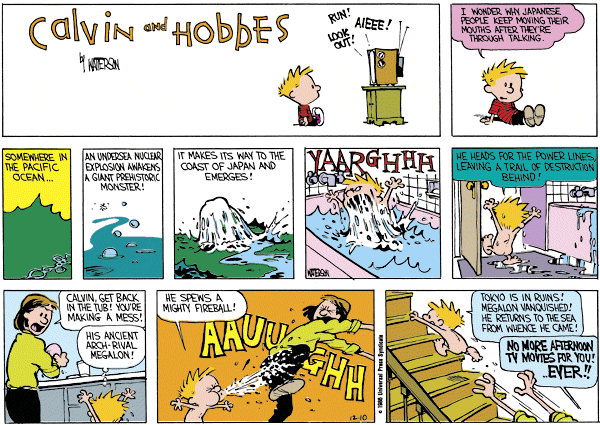 Calvin and HOBBES
by WATERSON
RUN!
AIEEE!
LOOK
OUT!
I WONDER WHY JAPANESE
PEOPLE KEEP MOVING THEIR
MOUTHS AFTER THEY'RE
THROUGH TALKING.
SOMEWHERE IN
THE PACIFIC
OCEAN...
AN UNDERSEA NUCLEAR
EXPLOSION AWAKENS
A GIANT PREHISTORIC
MONSTER!
IT MAKES ITS WAY TO THE
COAST OF JAPAN AND
EMERGES!
YAARGHHH
WATERSON
HE HEADS FOR THE POWER LINES,
LEAVING A TRAIL OF DESTRUCTION
BEHIND!
CALVIN, GET BACK
IN THE TUB! YOU'RE
MAKING A MESS!
HIS ANCIENT
ARCH-RIVAL
MEGALON!
HE SPEWS A
MIGHTY FIREBALL!
AAUU
GHH
12-10
© 1986 Universal Press Syndicate
TOKYO IS IN RUINS!
MEGALON VANQUISHED!
HE RETURNS TO THE SEA
FROM WHENCE HE CAME!
NO MORE AFTERNOON
TV MOVIES FOR YOU!
...EVER!!